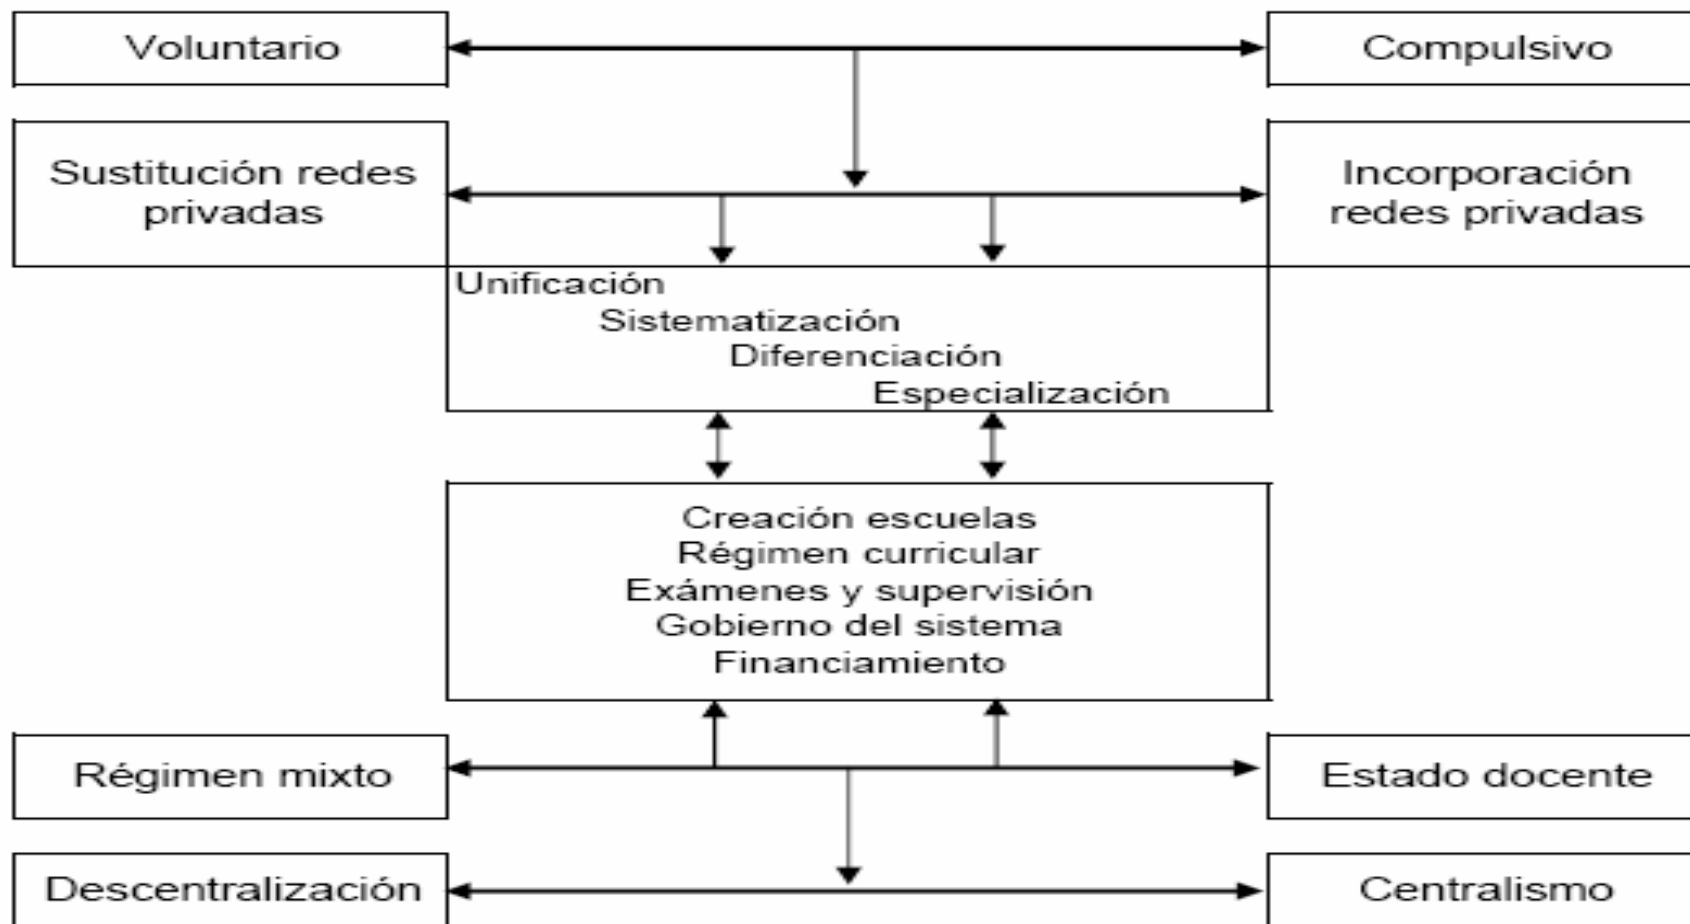 Voluntario
Compulsivo
Sustitución redes
privadas
Incorporación
redes privadas
Unificación
Sistematización
Diferenciación
Especialización
Creación escuelas
Régimen curricular
Exámenes y supervisión
Gobierno del sistema
Financiamiento
Régimen mixto
Estado docente
Descentralización
Centralismo